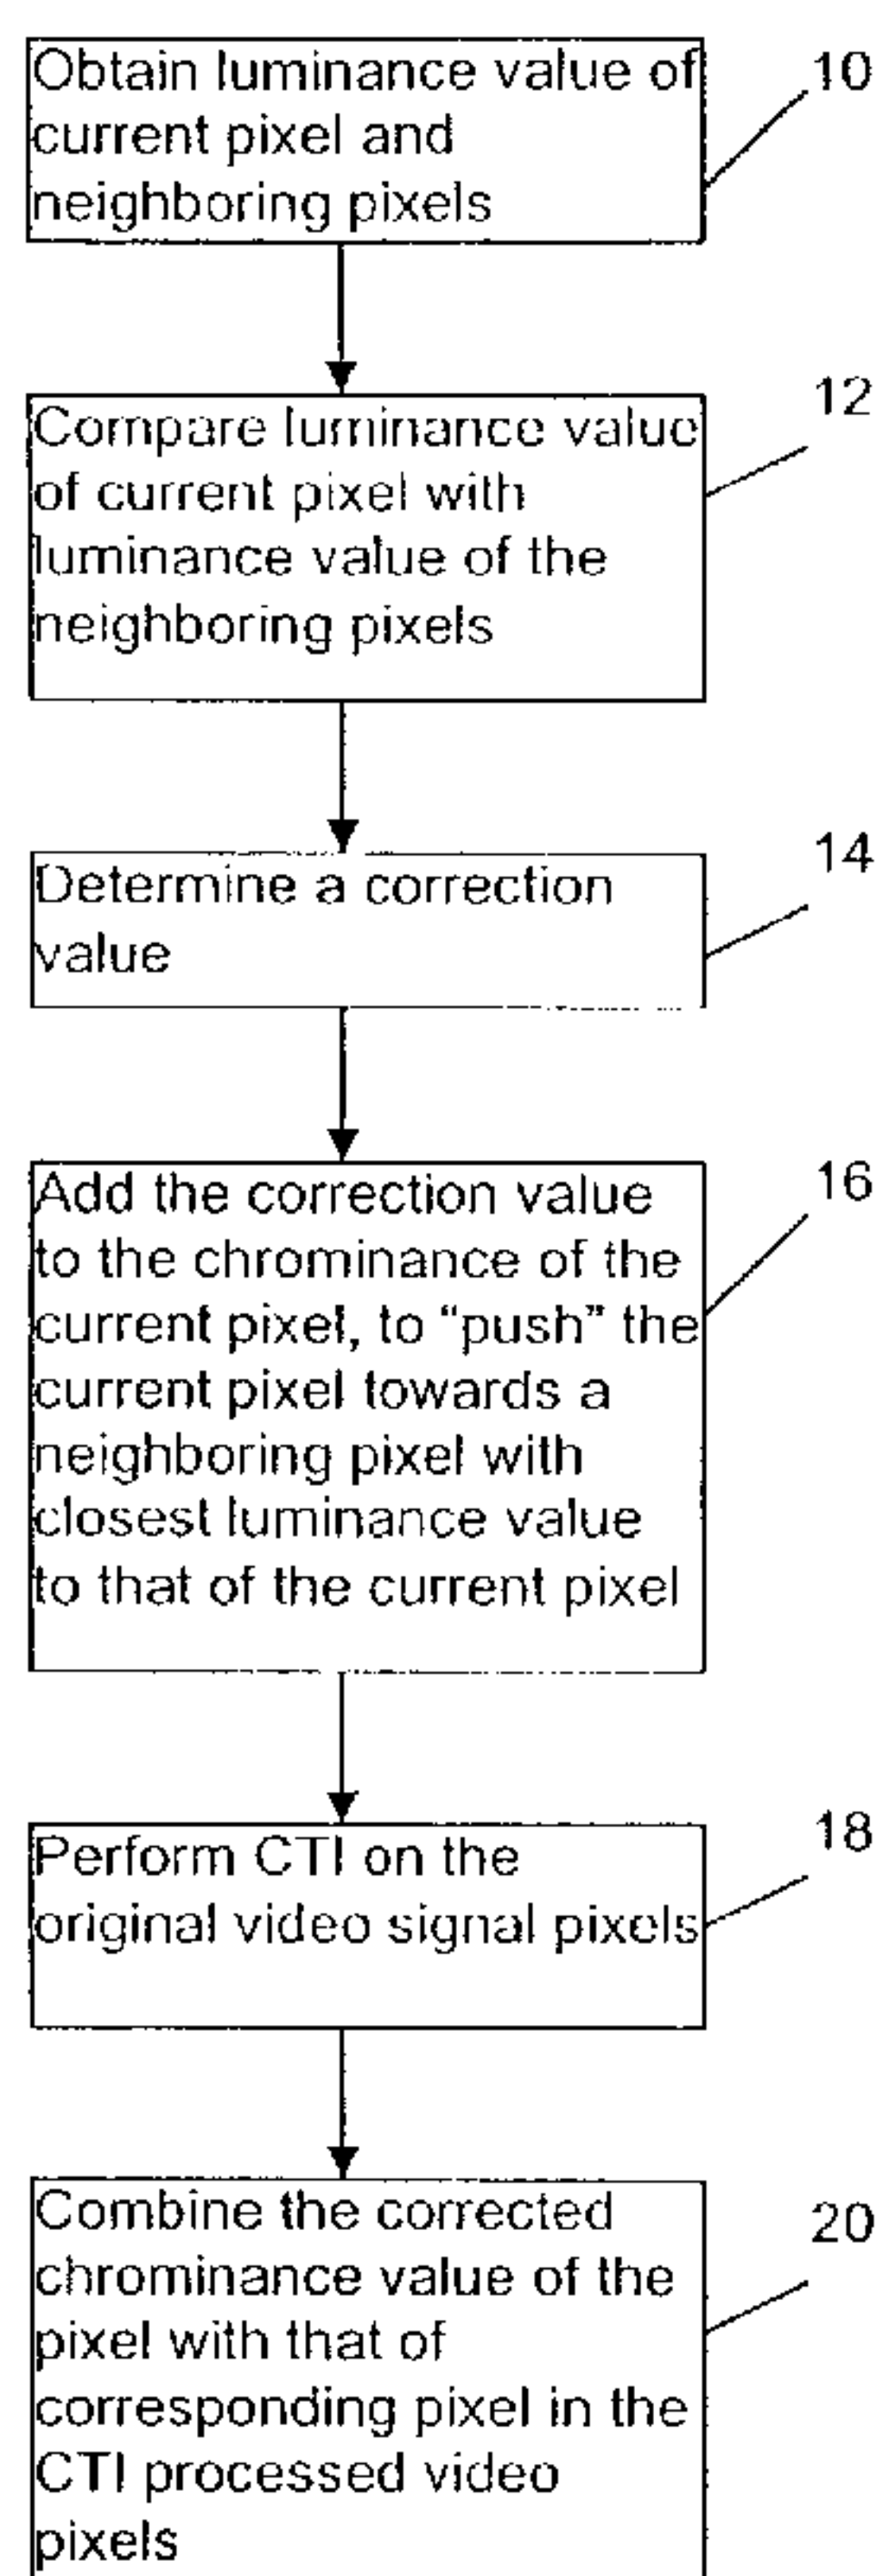 Obtain luminance value of
current pixel and
neighboring pixels
10
Compare luminance value
of current pixel with
luminance value of the
neighboring pixels
12
Determine a correction
value
14
Add the correction value
to the chrominance of the
current pixel, to “push” the
current pixel towards a
neighboring pixel with
closest luminance value
to that of the current pixel
16
Perform CTI on the
original video signal pixels
18
Combine the corrected
chrominance value of the
pixel with that of
corresponding pixel in the
CTI processed video
pixels
20